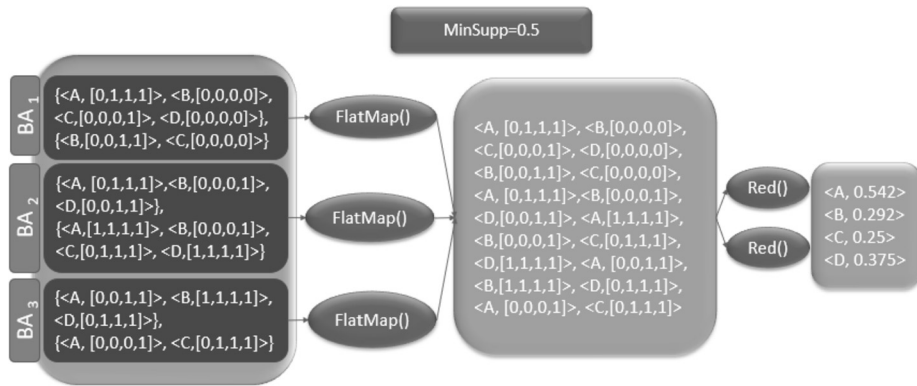 MinSupp=0.5
BA 1
{<A, [0,1,1,1]>, <B,[0,0,0,0]>,
<C,[0,0,0,1]>, <D,[0,0,0,0]>},
{<B,[0,0,1,1]>, <C,[0,0,0,0]>}
BA 2
{<A, [0,1,1,1]>,<B,[0,0,0,1]>,
<D,[0,0,1,1]>},
{<A,[1,1,1,1]>, <B,[0,0,0,1]>,
<C,[0,1,1,1]>, <D,[1,1,1,1]>}
BA 3
{<A, [0,0,1,1]>, <B,[1,1,1,1]>,
<D,[0,1,1,1]>},
{<A, [0,0,0,1]>, <C,[0,1,1,1]>}
FlatMap()
FlatMap()
FlatMap()
<A, [0,1,1,1]>, <B,[0,0,0,0]>,
<C,[0,0,0,1]>, <D,[0,0,0,0]>,
<B,[0,0,1,1]>, <C,[0,0,0,0]>,
<A, [0,1,1,1]>,<B,[0,0,0,1]>,
<D,[0,0,1,1]>, <A,[1,1,1,1]>,
<B,[0,0,0,1]>, <C,[0,1,1,1]>,
<D,[1,1,1,1]>, <A, [0,0,1,1]>,
<B,[1,1,1,1]>, <D,[0,1,1,1]>,
<A, [0,0,0,1]>, <C,[0,1,1,1]>
Red()
Red()
<A, 0.542>
<B, 0.292>
<C, 0.25>
<D, 0.375>